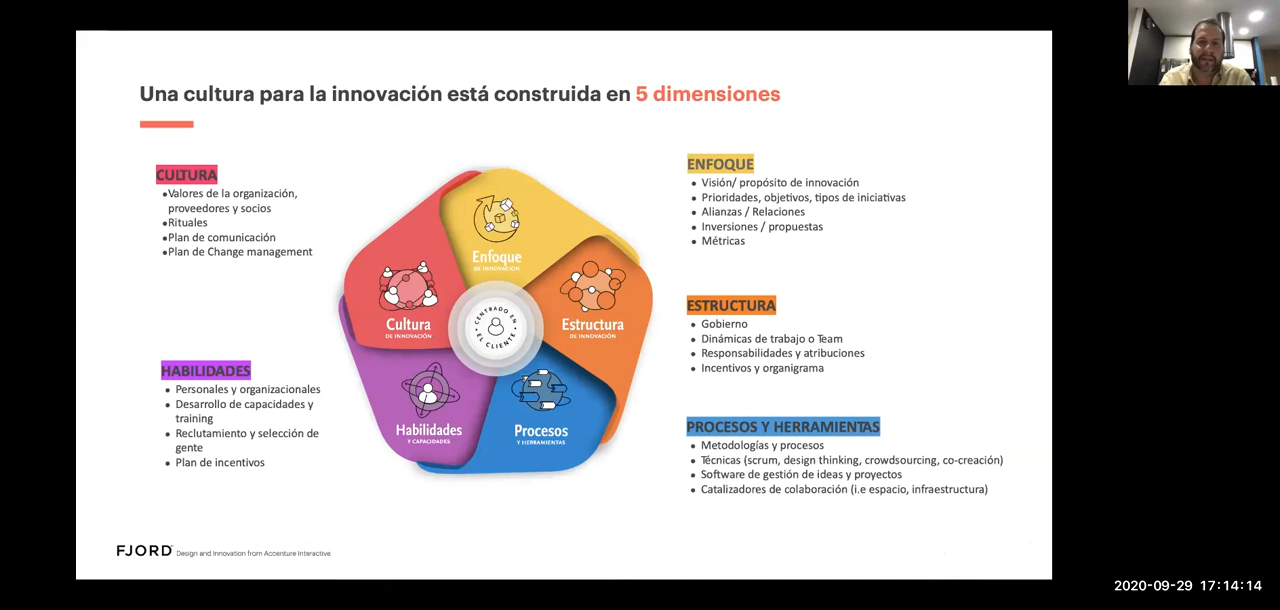 Una cultura para la innovación está construida en 5 dimensiones
CULTURA
•Valores de la organización,
proveedores y socios
•Rituales
•Plan de comunicación
•Plan de Change management
HABILIDADES
• Personales y organizacionales
• Desarrollo de capacidades y
training
• Reclutamiento y selección de
gente
• Plan de incentivos
Enfoque
DE INNOVACIÓN
Cultura
DE INNOVACIÓN
Estructura
DE INNOVACIÓN
CENTRADO EN
EL CLIENTE
Habilidades
Y CAPACIDADES
Procesos
Y HERRAMIENTAS
ENFOQUE
• Visión/ propósito de innovación
• Prioridades, objetivos, tipos de iniciativas
• Alianzas / Relaciones
• Inversiones / propuestas
• Métricas
ESTRUCTURA
• Gobierno
• Dinámicas de trabajo o Team
• Responsabilidades y atribuciones
• Incentivos y organigrama
PROCESOS Y HERRAMIENTAS
• Metodologías y procesos
• Técnicas (scrum, design thinking, crowdsourcing, co-creación)
• Software de gestión de ideas y proyectos
• Catalizadores de colaboración (i.e espacio, infraestructura)
FJORD Design and Innovation from Accenture Interactive
2020-09-29 17:14:14